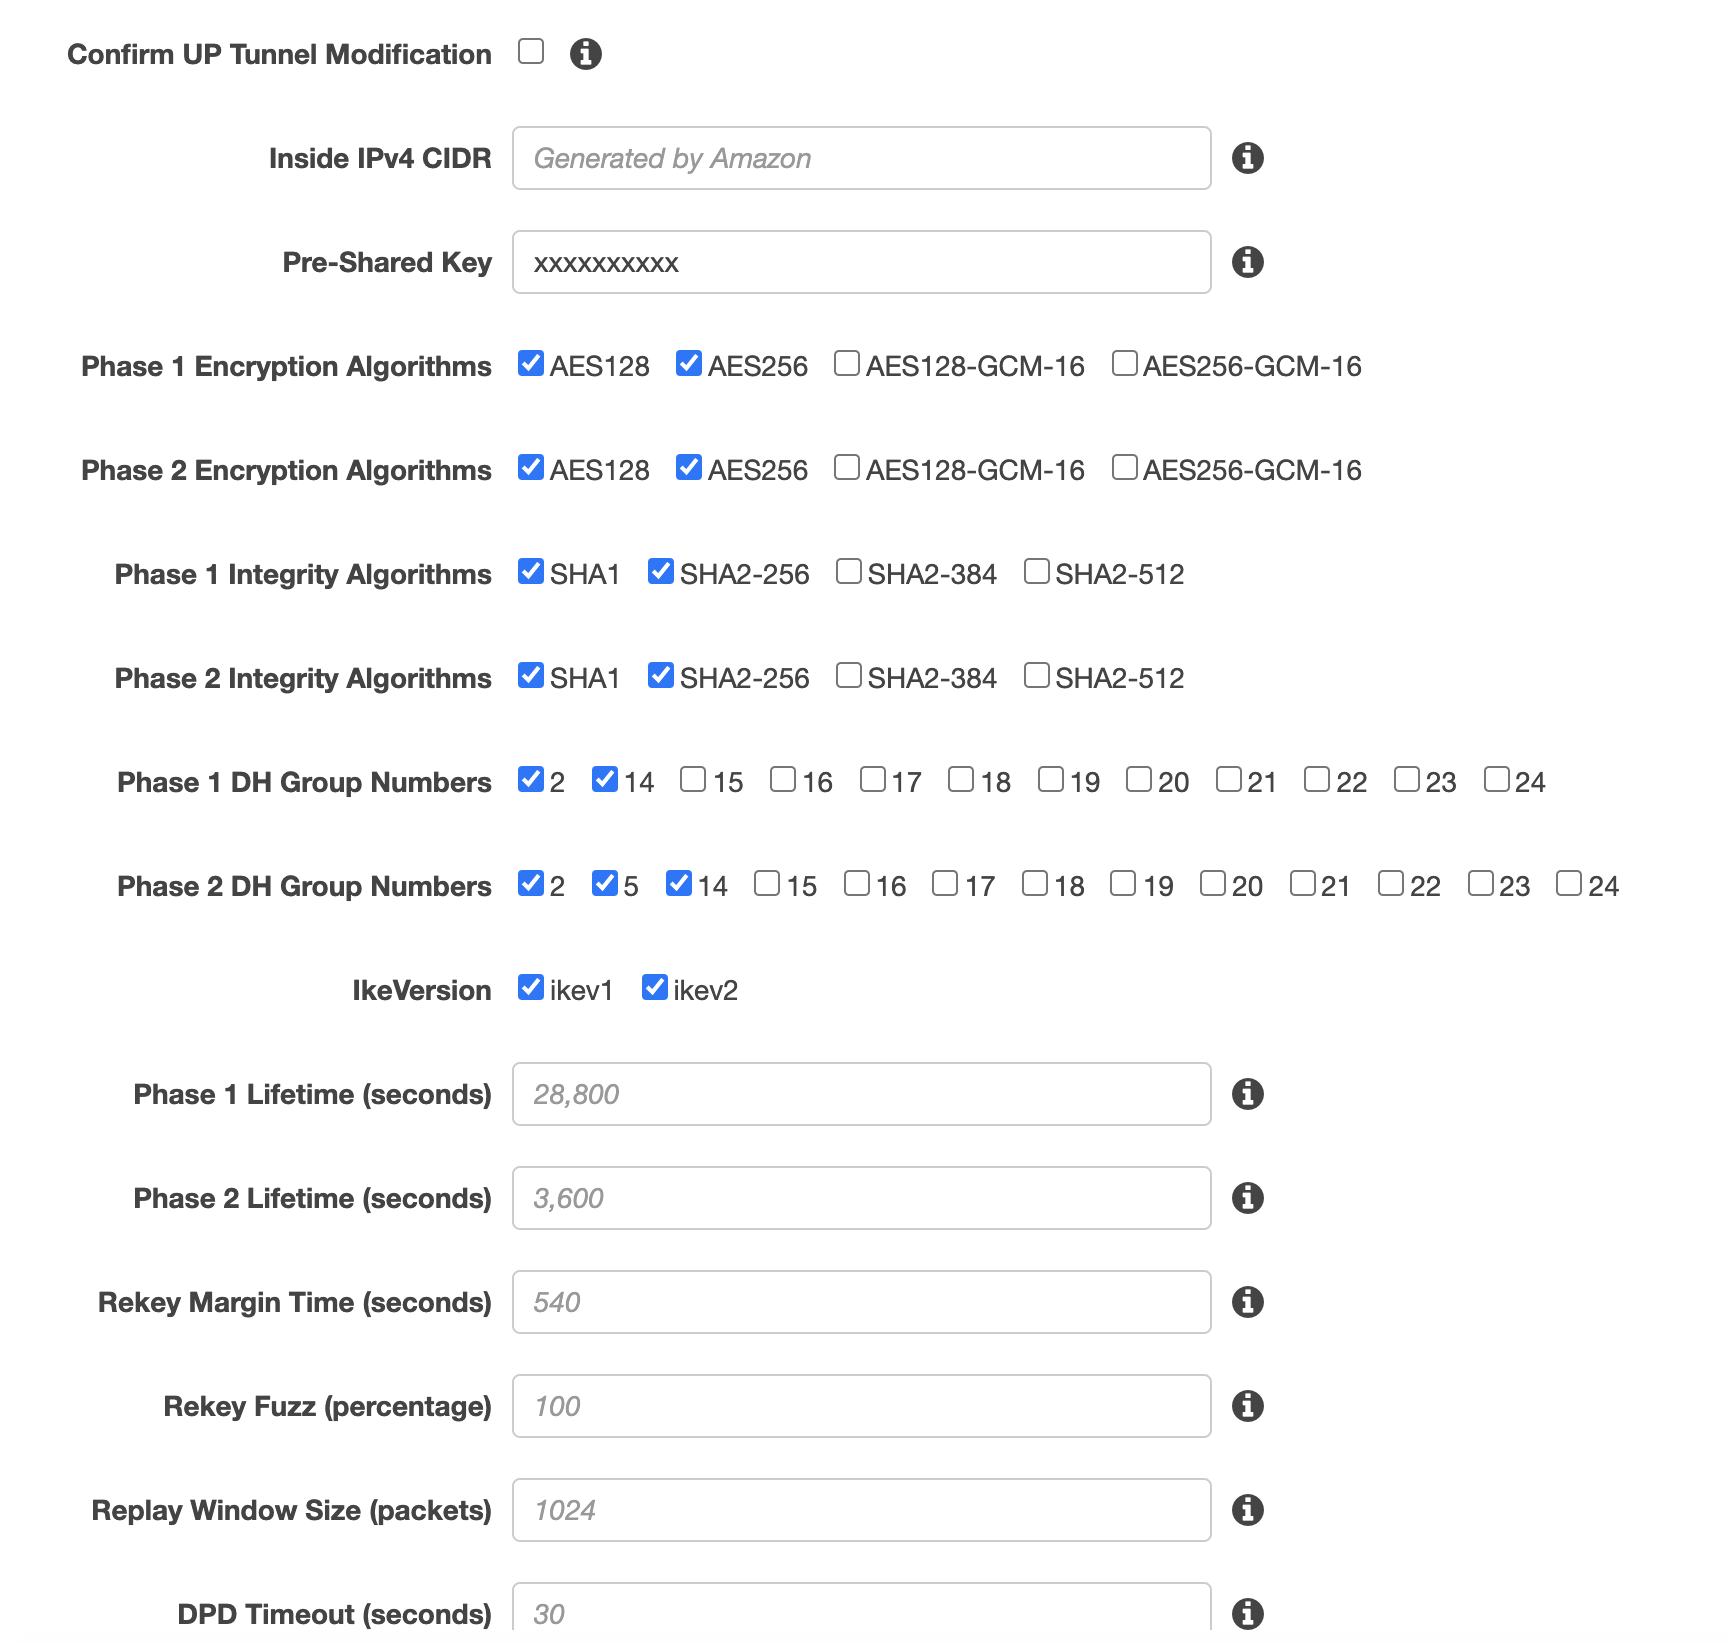 Confirm UP Tunnel Modification
Inside IPv4 CIDR Generated by Amazon
Pre-Shared Key xxxxxxxxxx
Phase 1 Encryption Algorithms AES128 AES256 AES128-GCM-16 AES256-GCM-16
Phase 2 Encryption Algorithms AES128 AES256 AES128-GCM-16 AES256-GCM-16
Phase 1 Integrity Algorithms SHA1 SHA2-256 SHA2-384 SHA2-512
Phase 2 Integrity Algorithms SHA1 SHA2-256 SHA2-384 SHA2-512
Phase 1 DH Group Numbers 2 14 15 16 17 18 19 20 21 22 23 24
Phase 2 DH Group Numbers 2 5 14 15 16 17 18 19 20 21 22 23 24
IkeVersion ikev1 ikev2
Phase 1 Lifetime (seconds) 28,800
Phase 2 Lifetime (seconds) 3,600
Rekey Margin Time (seconds) 540
Rekey Fuzz (percentage) 100
Replay Window Size (packets) 1024
DPD Timeout (seconds) 30